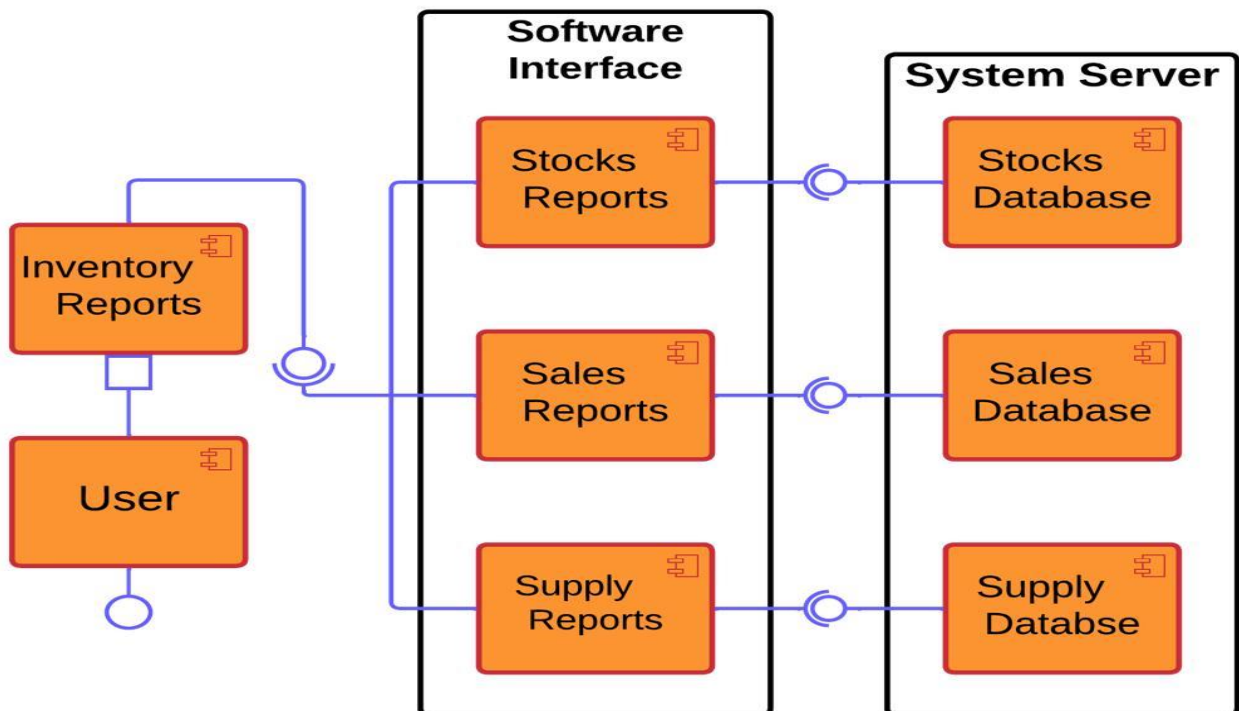 Software
Interface
System Server
Stocks
Reports
Stocks
Database
Inventory
Reports
Sales
Reports
Sales
Database
User
Supply
Reports
Supply
Databse